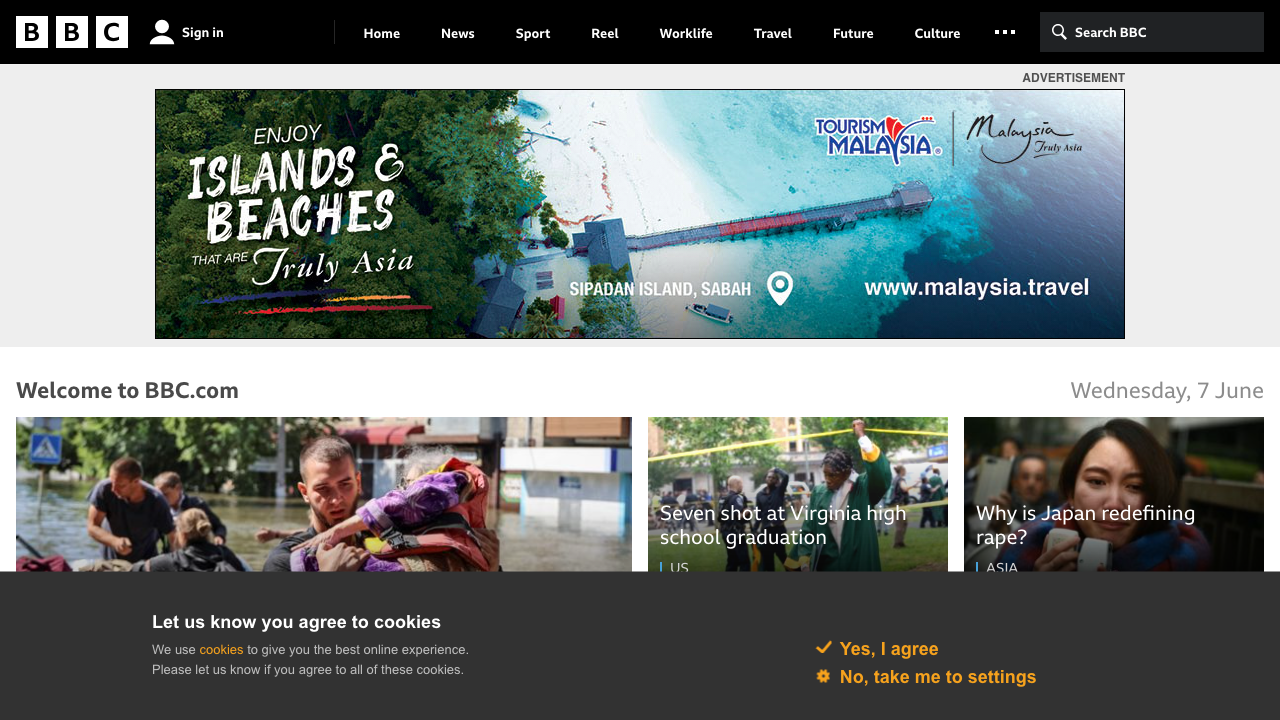 BBC
Sign in
Home
News
Sport
Reel
Worklife
Travel
Future
Culture
Search BBC
ADVERTISEMENT
ENJOY
ISLANDS &
BEACHES
THAT ARE Truly Asia
TOURISM
MALAYSIA
Malaysia
Truly Asia
SIPADAN ISLAND, SABAH
www.malaysia.travel
Welcome to BBC.com
Wednesday, 7 June
Seven shot at Virginia high
school graduation
US
Why is Japan redefining
rape?
ASIA
Let us know you agree to cookies
We use cookies to give you the best online experience.
Please let us know if you agree to all of these cookies.
Yes, I agree
No, take me to settings